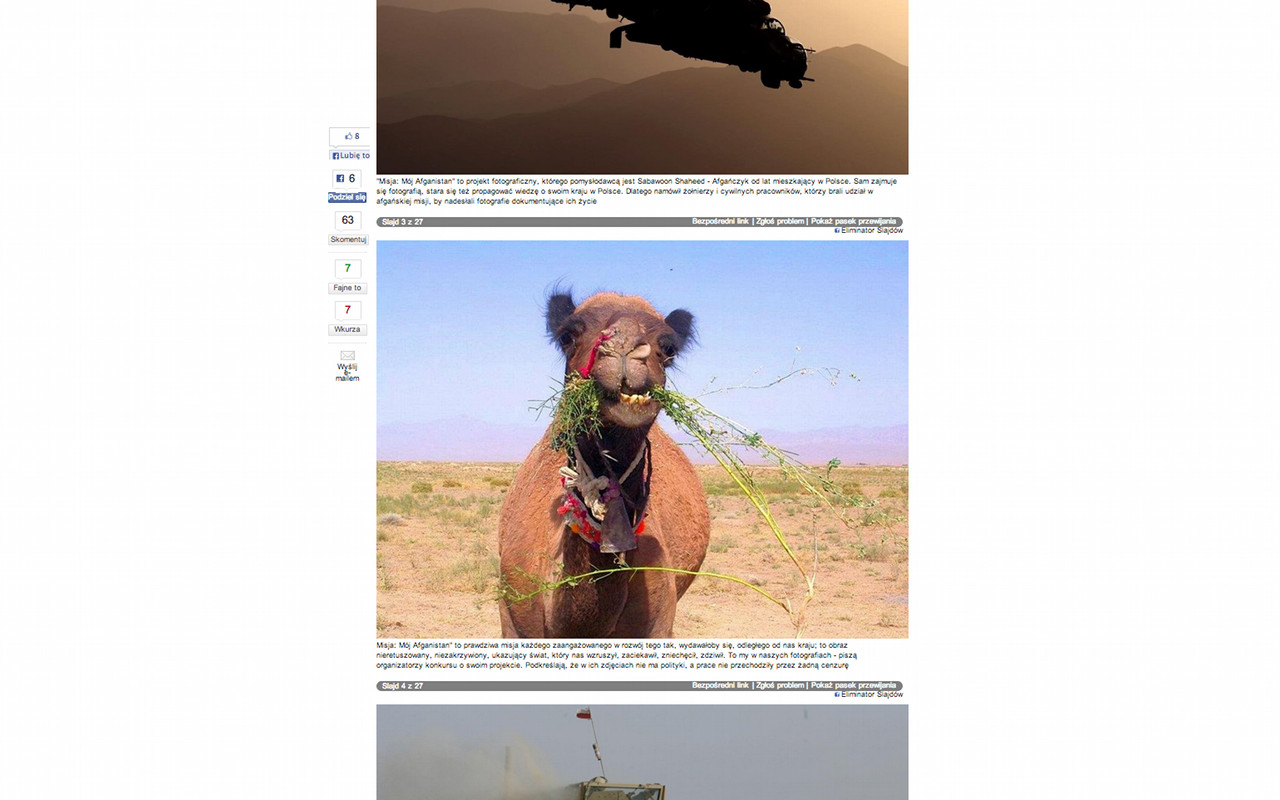 8
Lubię to
6
Podziel się
63
Skomentuj
7
Fajne to
7
Wkurza
Wyślij
e-
mailem
"Misja: Mój Afganistan" to projekt fotograficzny, którego pomysłodawcą jest Sabawoon Shaheed - Afgańczyk od lat mieszkający w Polsce. Sam zajmuje
się fotografią, stara się też propagować wiedzę o swoim kraju w Polsce. Dlatego namówił żołnierzy i cywilnych pracowników, którzy brali udział w
afgańskiej misji, by nadesłali fotografie dokumentujące ich życie
Slajd 3 z 27 Bezpośredni link | Zgłoś problem | Pokaż pasek przewijania
Eliminator Slajdów
Misja: Mój Afganistan" to prawdziwa misja każdego zaangażowanego w rozwój tego tak, wydawałoby się, odległego od nas kraju; to obraz
nieretuszowany, niezakrzywiony, ukazujący świat, który nas wzruszył, zaciekawił, zniechęcił, zdziwił. To my w naszych fotografiach - piszą
organizatorzy konkursu o swoim projekcie. Podkreślają, że w ich zdjęciach nie ma polityki, a prace nie przechodziły przez żadną cenzurę
Slajd 4 z 27 Bezpośredni link | Zgłoś problem | Pokaż pasek przewijania
Eliminator Slajdów